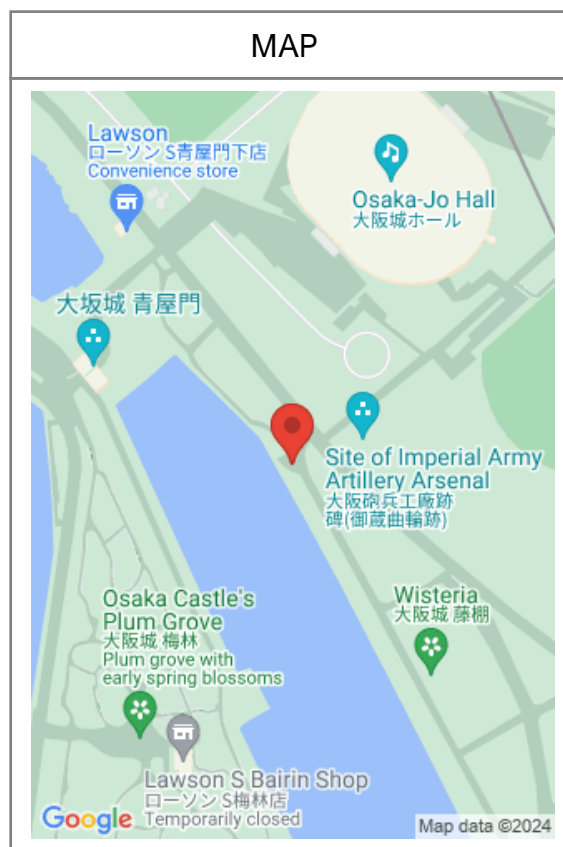 MAP
Lawson
ローソン S青屋門下店
Convenience store
Osaka-Jo Hall
大阪城ホール
大坂城 青屋門
Site of Imperial Army
Artillery Arsenal
大阪砲兵工廠跡
碑(御蔵曲輪跡)
Osaka Castle's
Plum Grove
大阪城 梅林
Plum grove with
early spring blossoms
Wisteria
大阪城 藤棚
Lawson S Bairin Shop
ローソン S梅林店
Temporarily closed
Google
Map data ©2024